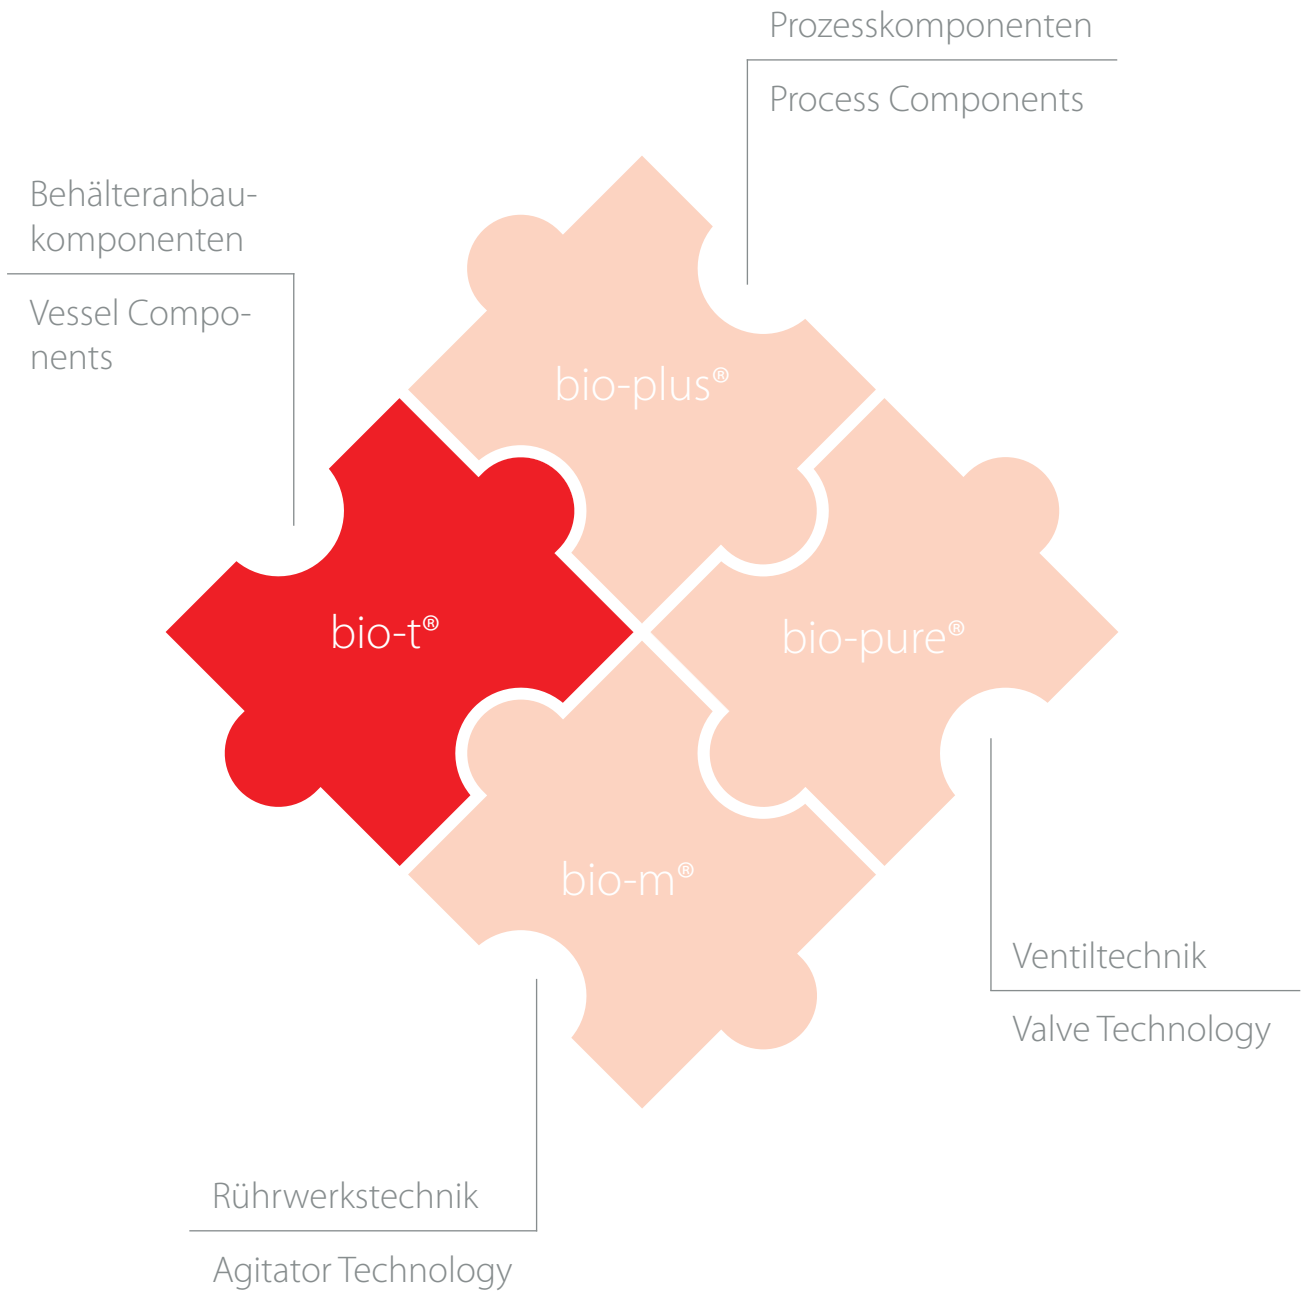 Prozesskomponenten
Process Components
Behälteranbau-
komponenten
Vessel Compo-
nents
bio-plus®
bio-t®
bio-pure®
bio-m®
Ventiltechnik
Valve Technology
Rührwerkstechnik
Agitator Technology